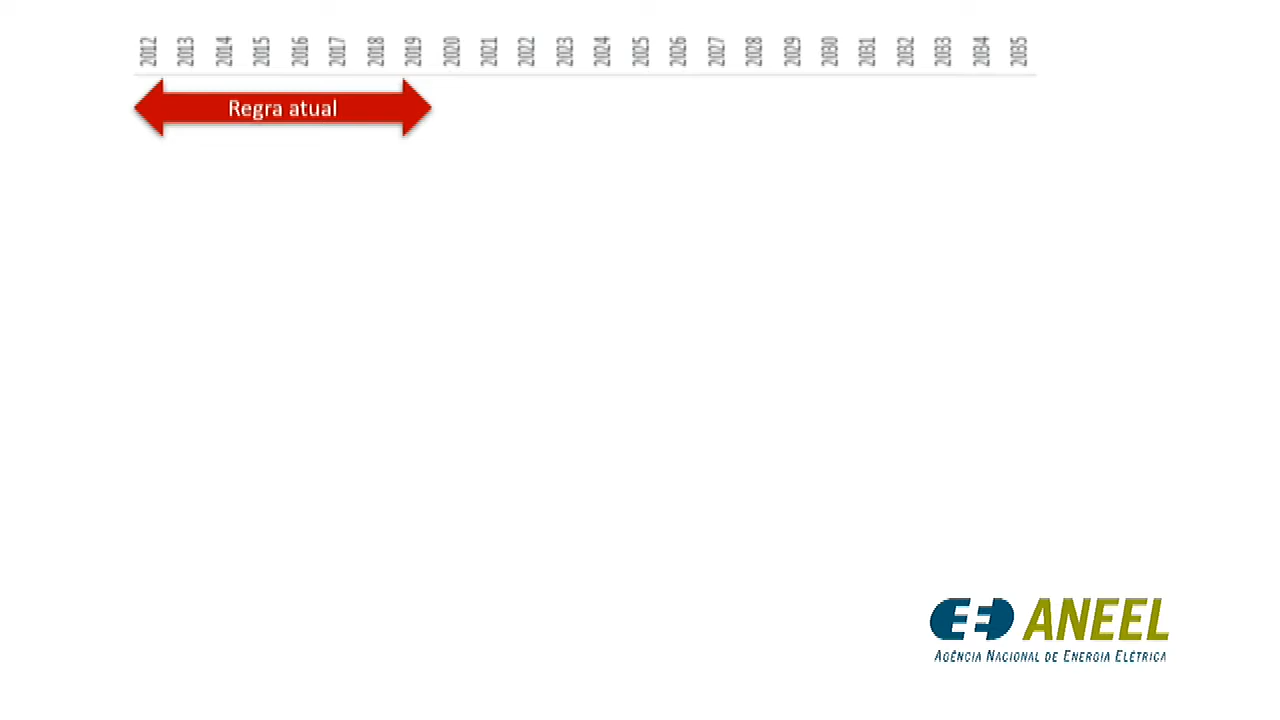 2012 2013 2014 2015 2016 2017 2018 2019 2020 2021 2022 2023 2024 2025 2026 2027 2028 2029 2030 2031 2032 2033 2034 2035
Regra atual
ANEEL
AGÊNCIA NACIONAL DE ENERGIA ELÉTRICA